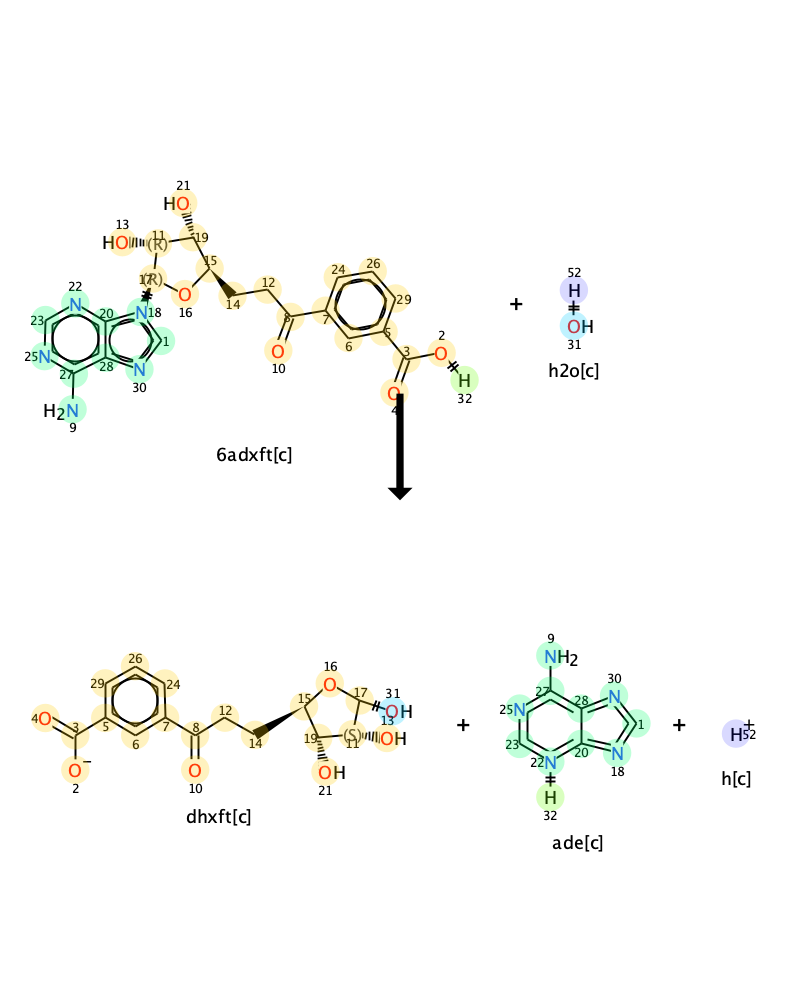 21
HO
13
HO
(R)
11
19
15
17
(R)
O
16
14
12
8
O
10
22
N
20
N
18
23
25
N
27
28
N
30
1
H₂N
9
24
26
29
7
6
5
3
2
O
H
32
O
4
6adxft[c]
+
52
H
OH
31
h2o[c]
26
29
24
4
O
3
5
6
7
8
12
14
O
−
2
O
10
16
O
15
17
31
OH
13
OH
19
(S)
11
OH
21
dhxft[c]
+
9
NH₂
27
30
N
25
N
28
1
23
22
N
20
N
18
H
32
ade[c]
+
H
+
52
h[c]